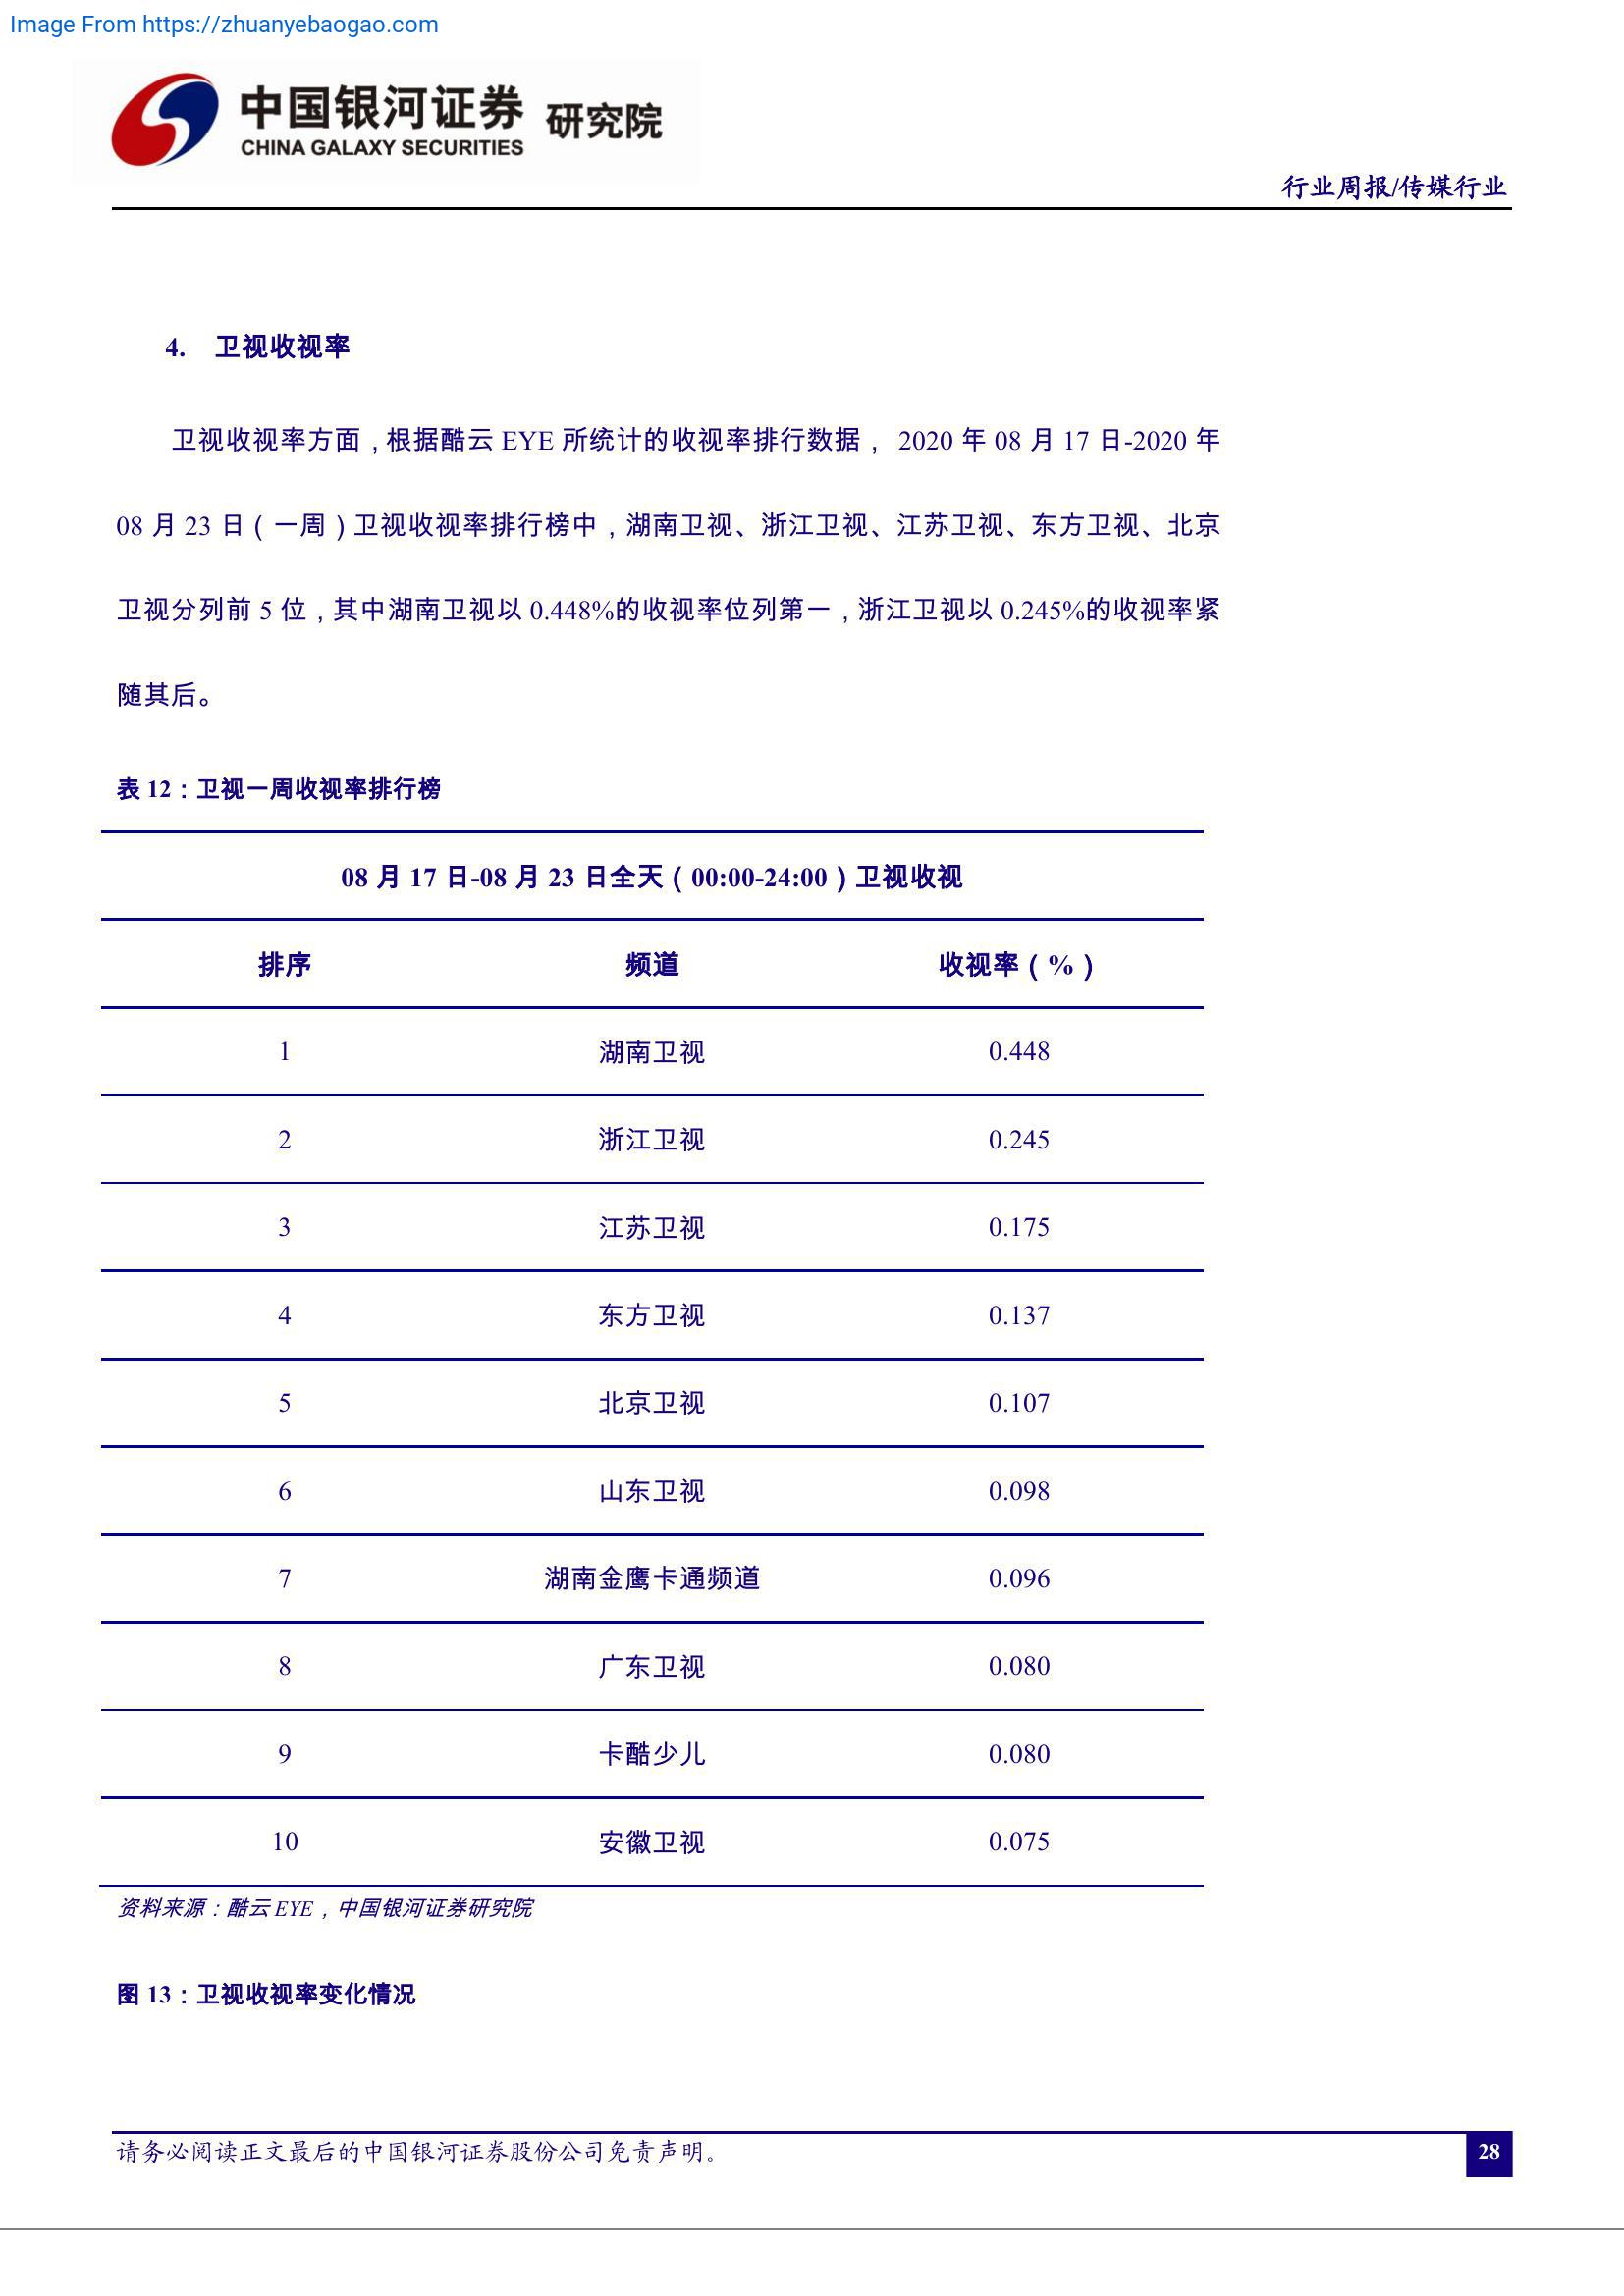 Image From https://zhuanyebaogao.com
中国银河证券 研究院
CHINA GALAXY SECURITIES
行业周报/传媒行业
4. 卫视收视率
卫视收视率方面，根据酷云 EYE 所统计的收视率排行数据， 2020 年 08 月 17 日-2020 年
08 月 23 日（一周）卫视收视率排行榜中，湖南卫视、浙江卫视、江苏卫视、东方卫视、北京
卫视分列前 5 位，其中湖南卫视以 0.448%的收视率位列第一，浙江卫视以 0.245%的收视率紧
随其后。
表 12：卫视一周收视率排行榜
08 月 17 日-08 月 23 日全天（00:00-24:00）卫视收视
排序 频道 收视率（%）
1 湖南卫视 0.448
2 浙江卫视 0.245
3 江苏卫视 0.175
4 东方卫视 0.137
5 北京卫视 0.107
6 山东卫视 0.098
7 湖南金鹰卡通频道 0.096
8 广东卫视 0.080
9 卡酷少儿 0.080
10 安徽卫视 0.075
资料来源：酷云 EYE，中国银河证券研究院
图 13：卫视收视率变化情况
请务必阅读正文最后的中国银河证券股份公司免责声明。
28